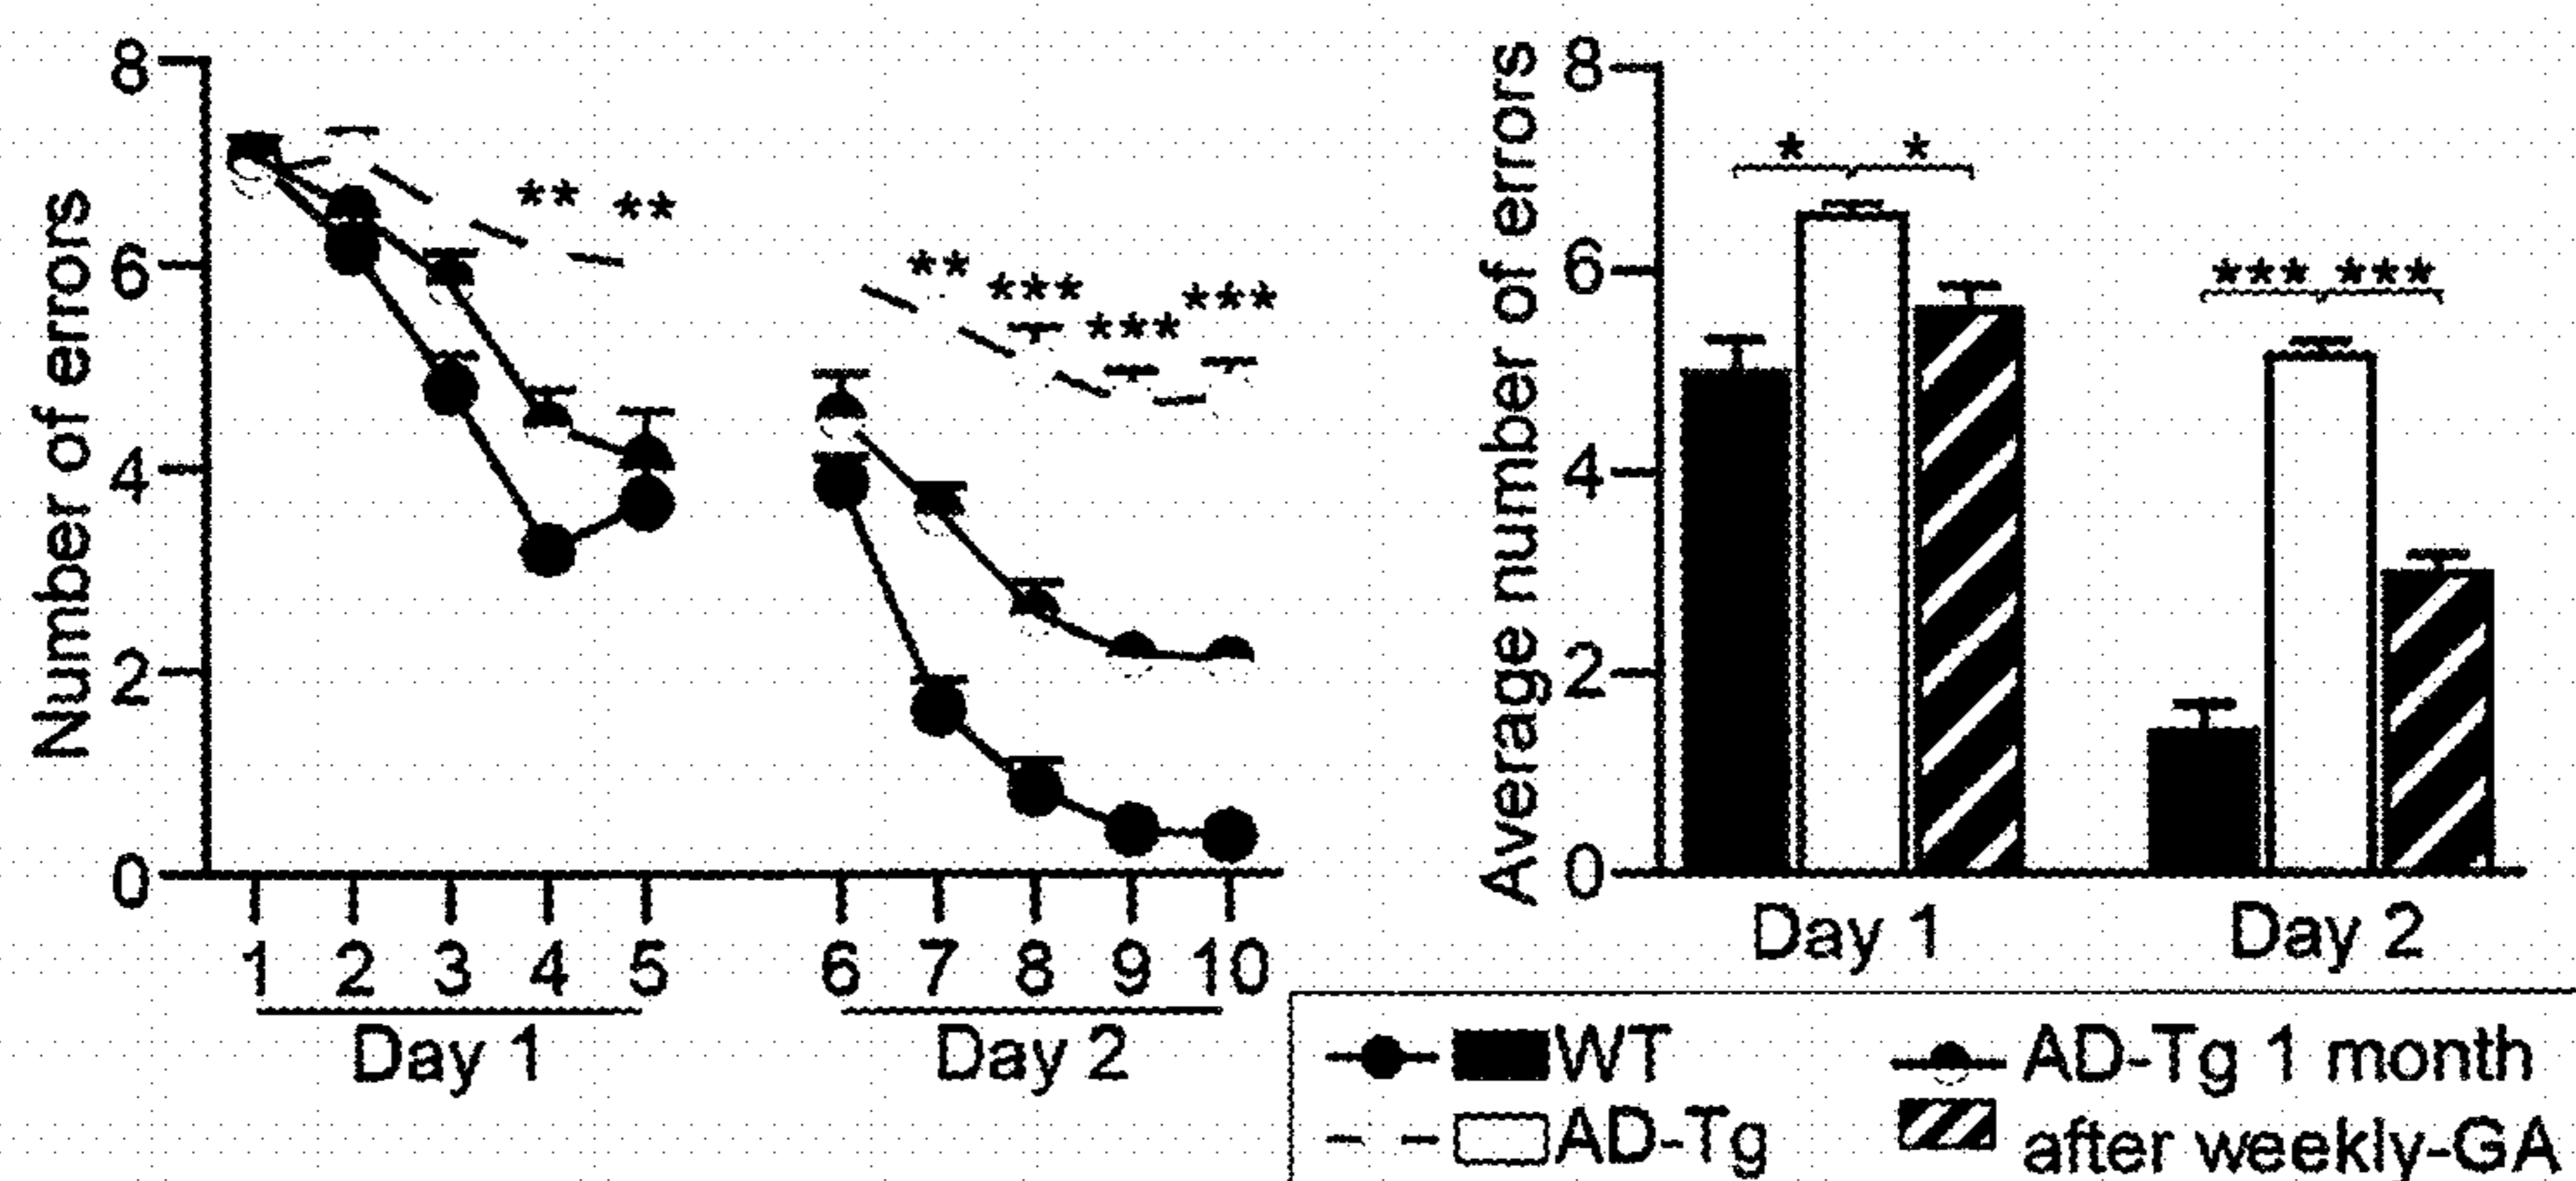 Number of errors
8
6
4
2
0
** **
** *** *** ***
1 2 3 4 5 6 7 8 9 10
Day 1 Day 2
Average number of errors
8
6
4
2
0
* *
*** ***
Day 1 Day 2
WT
AD-Tg
AD-Tg 1 month
after weekly-GA